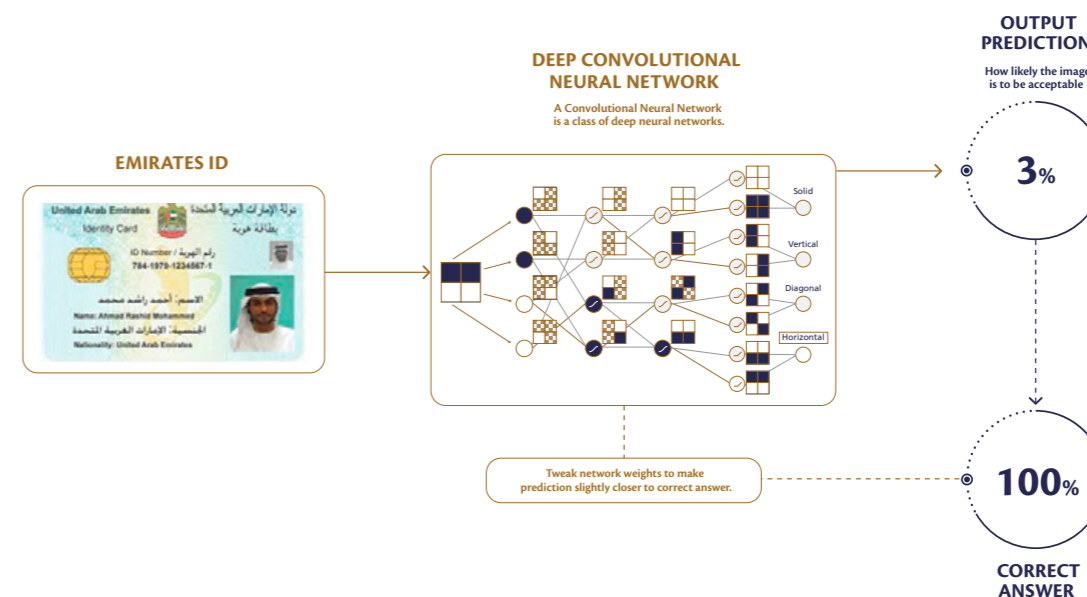 OUTPUT
PREDICTION
How likely the image
is to be acceptable
3%
DEEP CONVOLUTIONAL
NEURAL NETWORK
A Convolutional Neural Network
is a class of deep neural networks.
EMIRATES ID
United Arab Emirates
دولة الإمارات العربية المتحدة
Identity Card
بطاقة هوية
ID Number / رقم الهوية
784-1979-1234567-1
الاسم: أحمد راشد محمد
Name: Ahmad Rashid Mohammed
الجنسية: الإمارات العربية المتحدة
Nationality: United Arab Emirates
Solid
Vertical
Diagonal
Horizontal
Tweak network weights to make
prediction slightly closer to correct answer.
100%
CORRECT
ANSWER